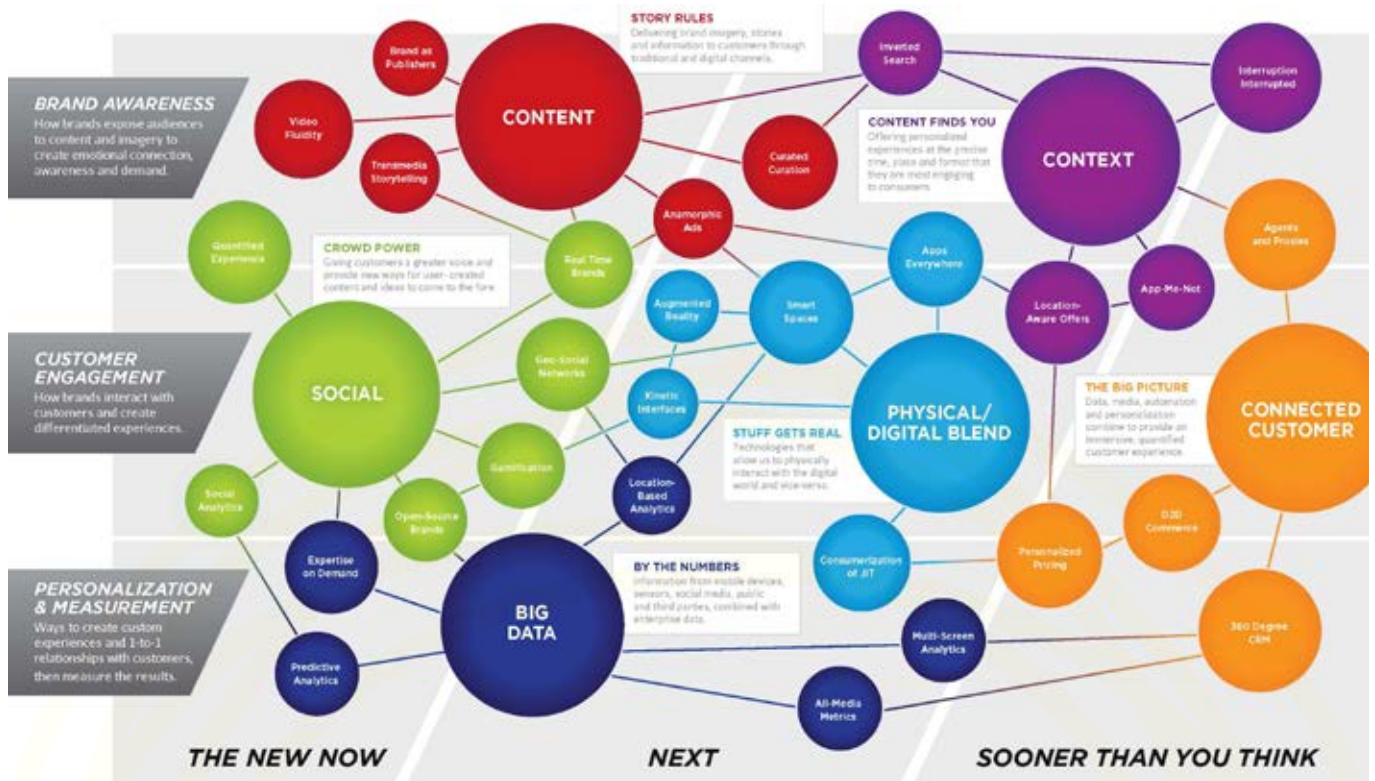 STORY RULES
Delivering brand imagery, stories
and information to customers through
traditional and digital channels.
Brand as
Publishers
Inverted
Search
Interruption
Interrupted
BRAND AWARENESS
How brands expose audiences
to content and imagery to
create emotional connection,
awareness and demand.
Video
Fluidity
CONTENT
CONTENT FINDS YOU
Offering personalized
experiences at the precise
time, place and format that
they are most engaging
to consumers
CONTEXT
Transmedia
Storytelling
Curated
Curation
Anamorphic
Ads
Quantified
Experience
CROWD POWER
Giving customers a greater voice and
provide new ways for user-created
content and ideas to come to the fore
Real Time
Brands
Apps
Everywhere
Agents
and Proxies
Augmented
Reality
Smart
Spaces
Location-
Aware Offers
App-Me-Not
CUSTOMER
ENGAGEMENT
How brands interact with
customers and create
differentiated experiences.
SOCIAL
Geo-Social
Networks
Kinetic
Interfaces
PHYSICAL/
DIGITAL BLEND
THE BIG PICTURE
Data, media, automation
and personalization
combine to provide an
immersive, quantified
customer experience.
CONNECTED
CUSTOMER
STUFF GETS REAL
Technologies that
allow us to physically
interact with the digital
world and vice-versa.
Gamification
Social
Analytics
Open-Source
Brands
Location-
Based
Analytics
D2D
Commerce
Expertise
on Demand
BY THE NUMBERS
Information from mobile devices,
sensors, social media, public
and third parties, combined with
enterprise data.
Consumerization
of JIT
Personalized
Pricing
PERSONALIZATION
& MEASUREMENT
Ways to create custom
experiences and 1-to-1
relationships with customers,
then measure the results.
BIG
DATA
Predictive
Analytics
Multi-Screen
Analytics
360 Degree
CRM
All-Media
Metrics
THE NEW NOW
NEXT
SOONER THAN YOU THINK